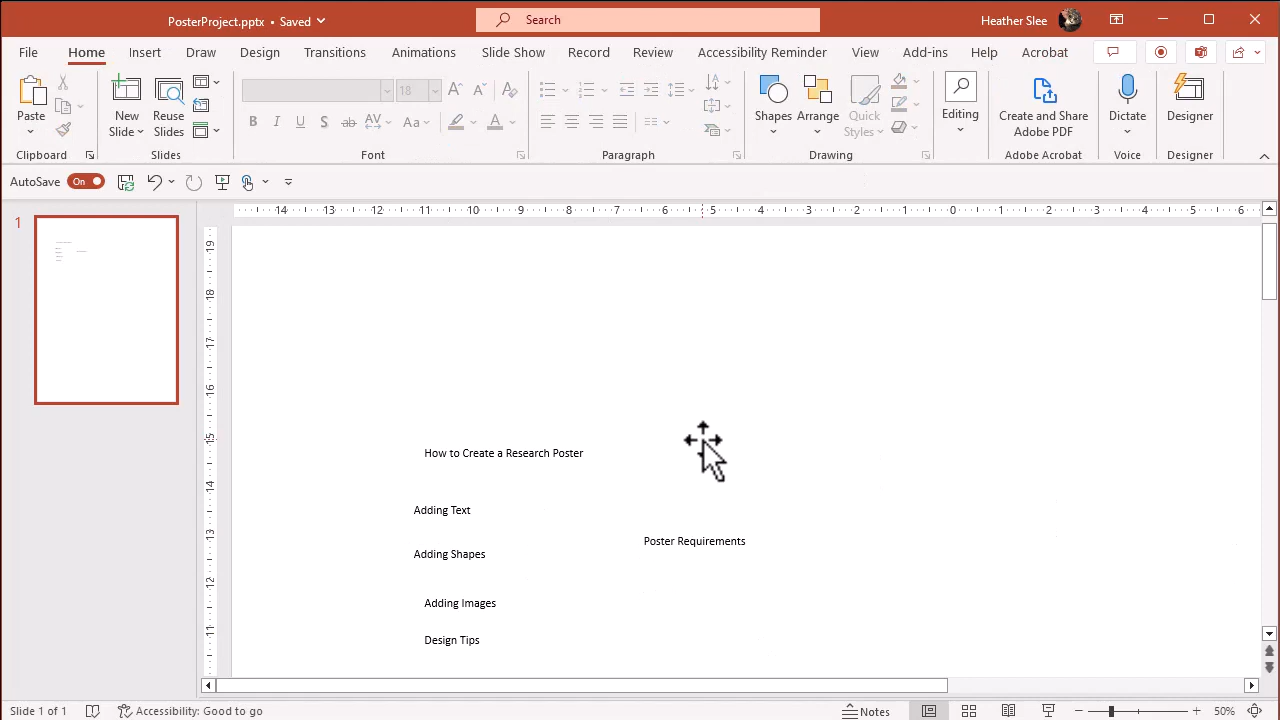 PosterProject.pptx • Saved
Search
Heather Slee
File Home Insert Draw Design Transitions Animations Slide Show Record Review Accessibility Reminder View Add-ins Help Acrobat
Paste
Clipboard
New Slide
Reuse Slides
Slides
18
B I U S ab AV Aa A
Font
Paragraph
Shapes
Arrange
Quick Styles
Drawing
Editing
Create and Share Adobe PDF
Adobe Acrobat
Dictate
Voice
Designer
Designer
AutoSave On
1
14 13 12 11 10 9 8 7 6 5 4 3 2 1 0 1 2 3 4 5 6
19
18
17
16
15
14
13
12
11
How to Create a Research Poster
Adding Text
Poster Requirements
Adding Shapes
Adding Images
Design Tips
Slide 1 of 1
Accessibility: Good to go
Notes
50%